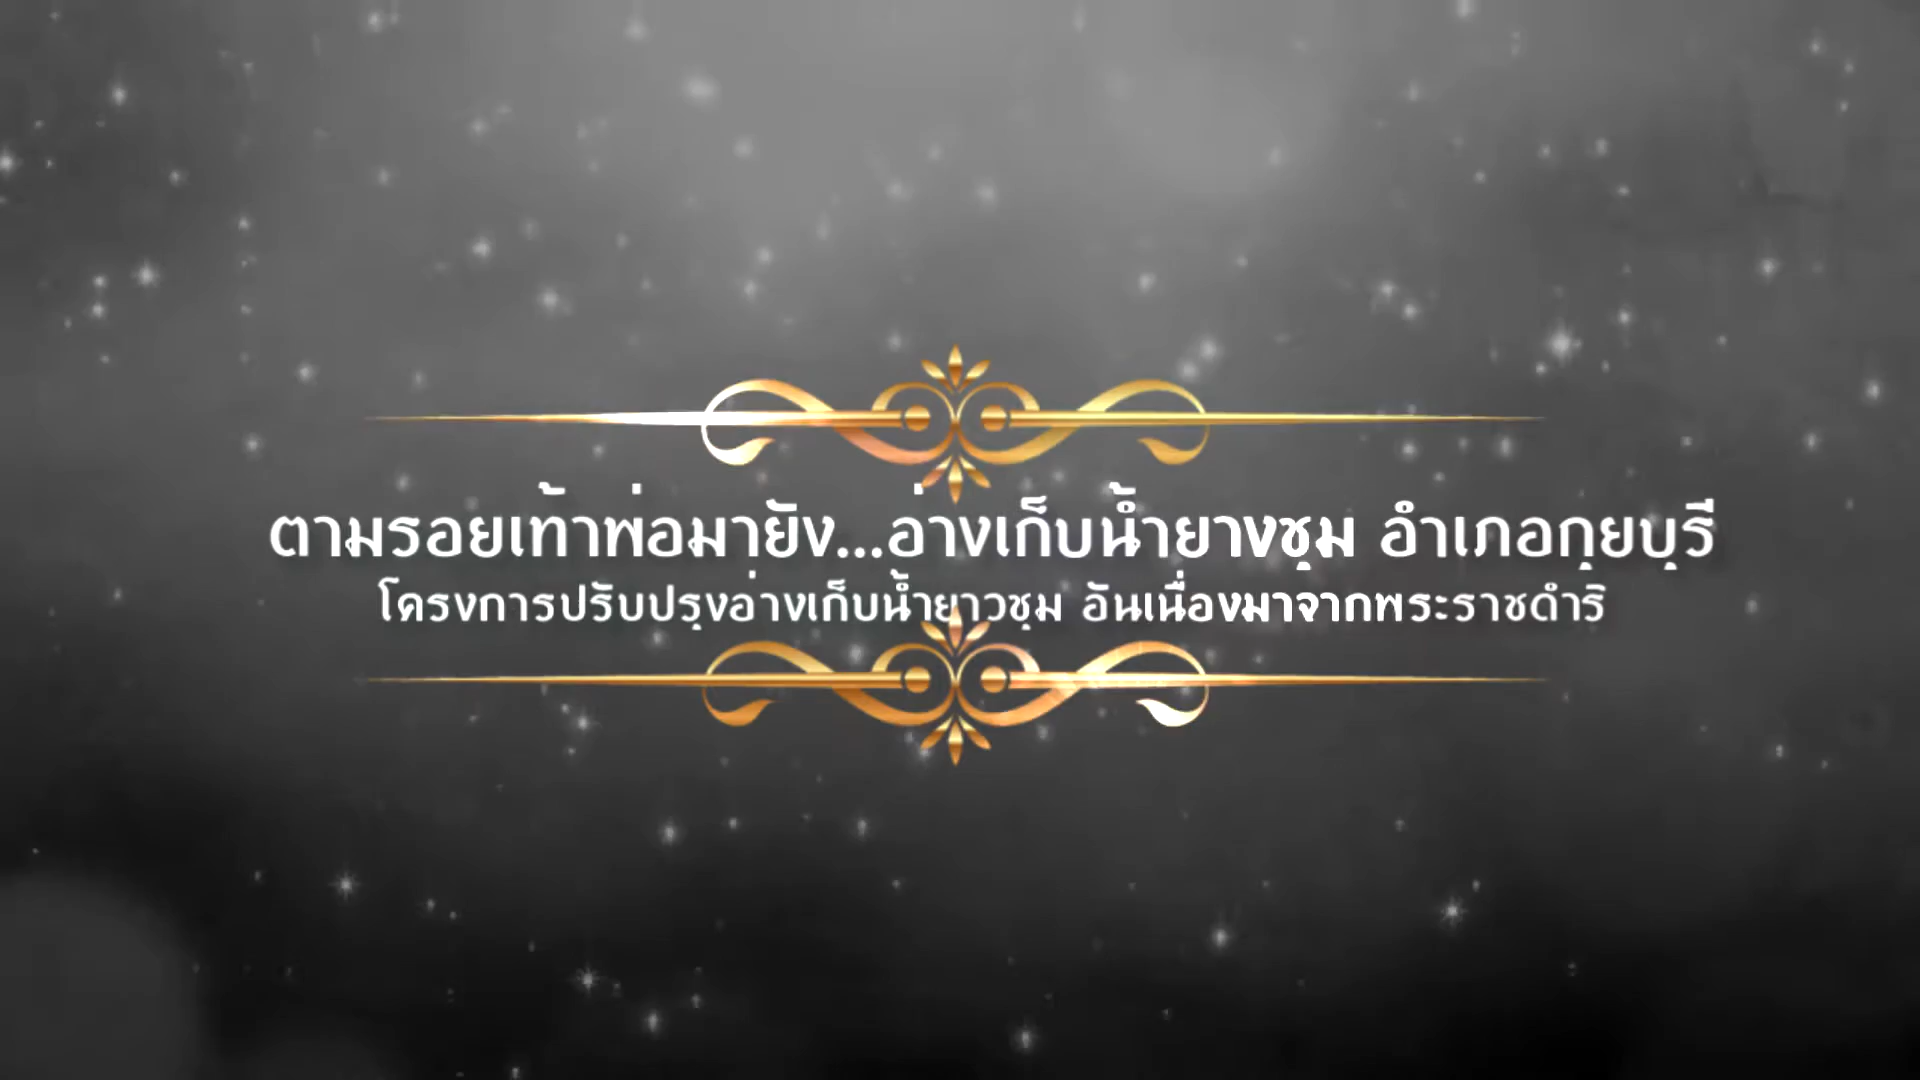 ตามรอยเท้าพ่อมายัง...อ่างเก็บน้ำยางชุม อำเภอกุยบุรี
โครงการปรับปรุงอ่างเก็บน้ำยาวชุม อันเนื่องมาจากพระราชดำริ